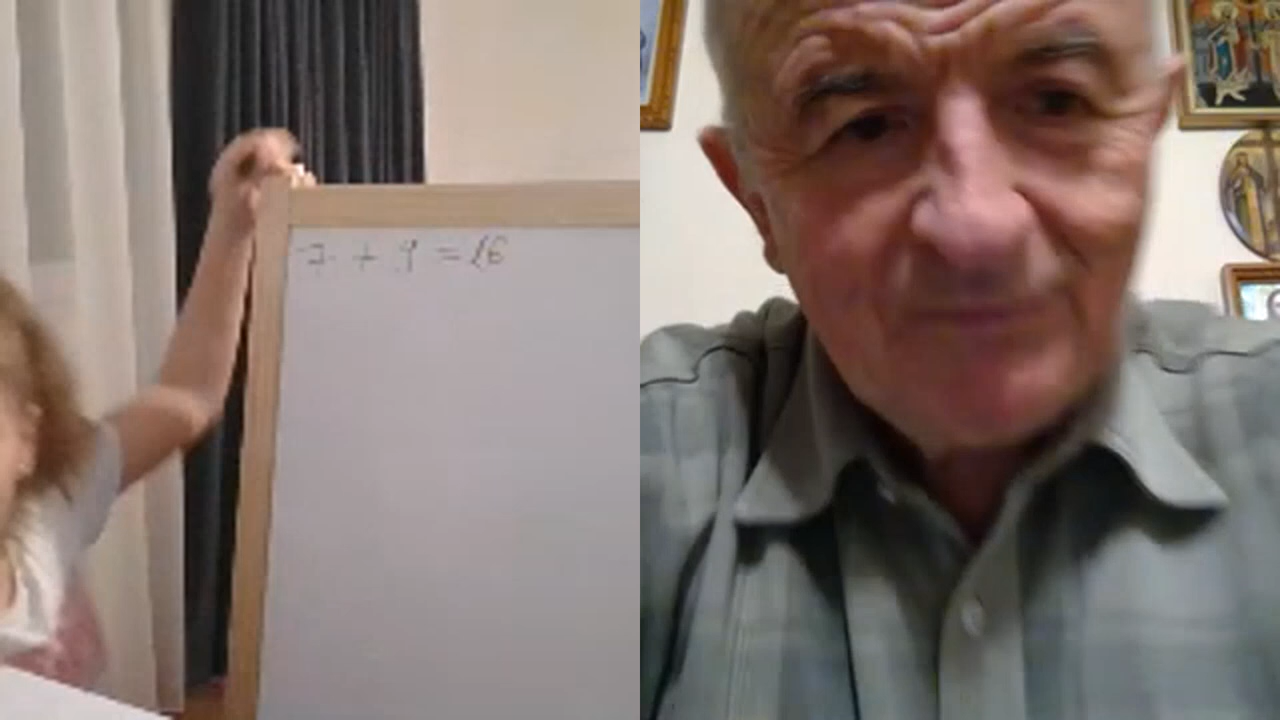 7 + 9 = 16